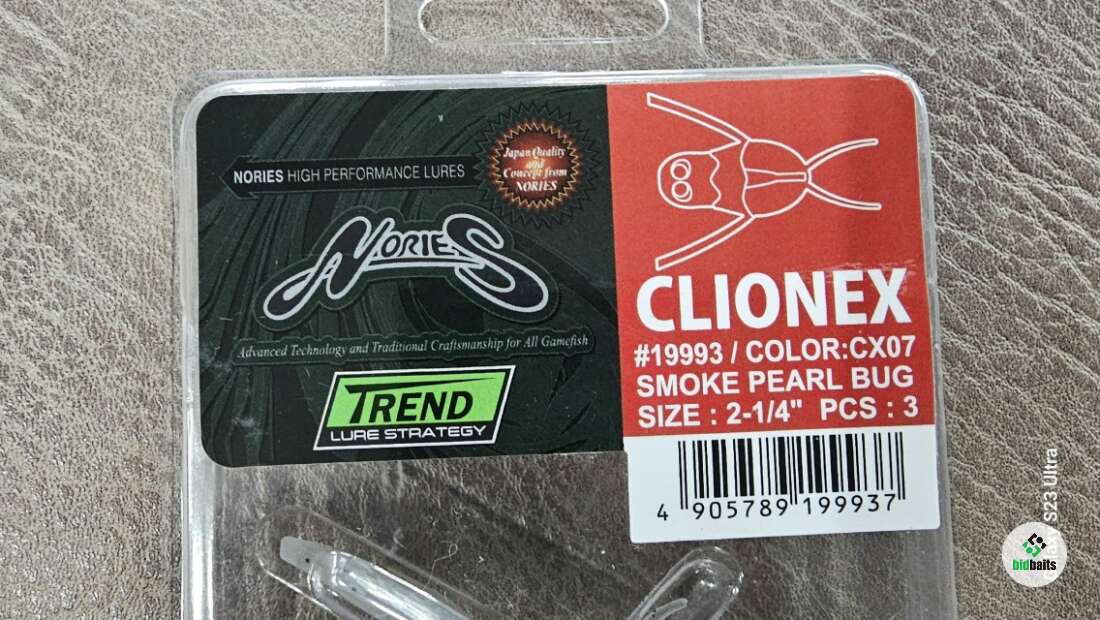 NORIES HIGH PERFORMANCE LURES
Japan Quality
and
Concept from
NORIES
NORIES
Advanced Technology and Traditional Craftsmanship for All Gamefish
TREND
LURE STRATEGY
CLIONEX
#19993 / COLOR:CX07
SMOKE PEARL BUG
SIZE : 2-1/4" PCS : 3
4 905789 199937
S23 Ultra
bidbaits